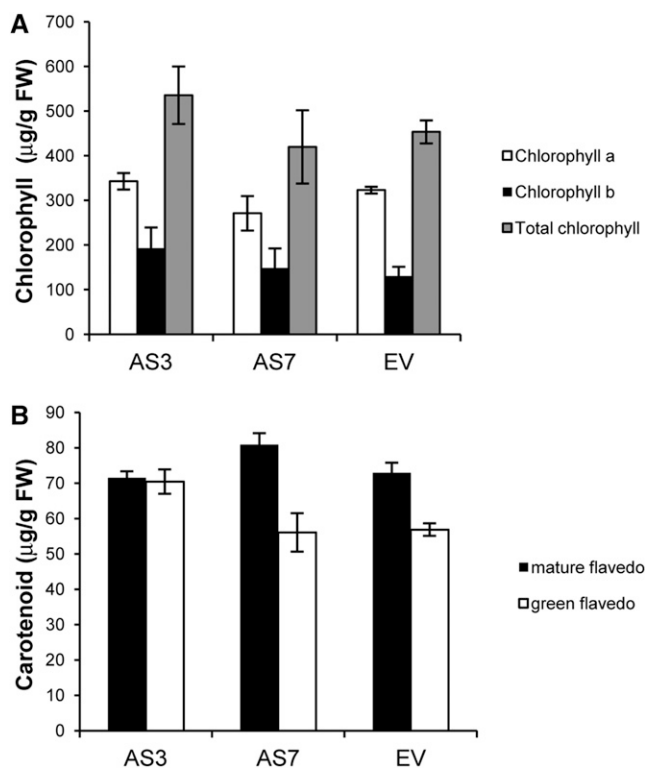 A
Chlorophyll (µg/g FW)
700
600
500
400
300
200
100
0
AS3 AS7 EV
Chlorophyll a
Chlorophyll b
Total chlorophyll
B
Carotenoid (µg/g FW)
90
80
70
60
50
40
30
20
10
0
AS3 AS7 EV
mature flavedo
green flavedo